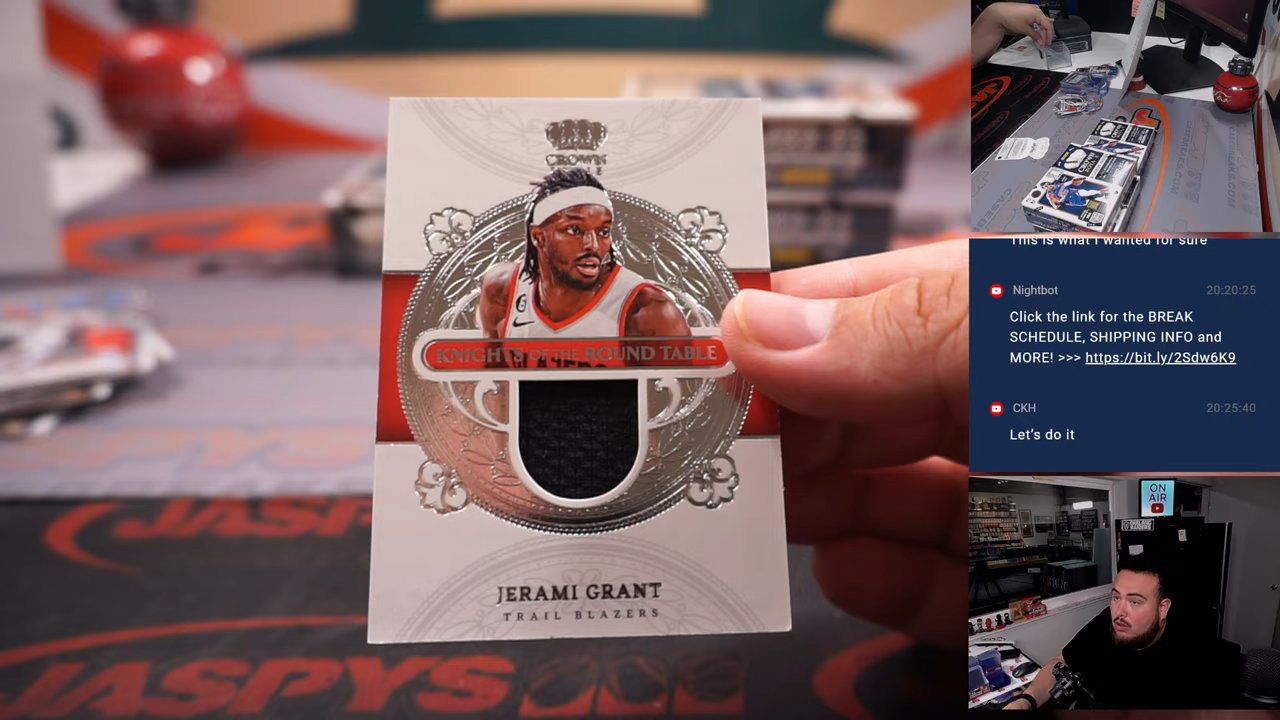 CROWN
KNIGHTS OF THE ROUND TABLE
JERAMI GRANT
TRAIL BLAZERS
JASPYS
This is what I wanted for sure
Nightbot 20:20:25
Click the link for the BREAK
SCHEDULE, SHIPPING INFO and
MORE! >>> https://bit.ly/2Sdw6K9
CKH 20:25:40
Let's do it
ON
AIR